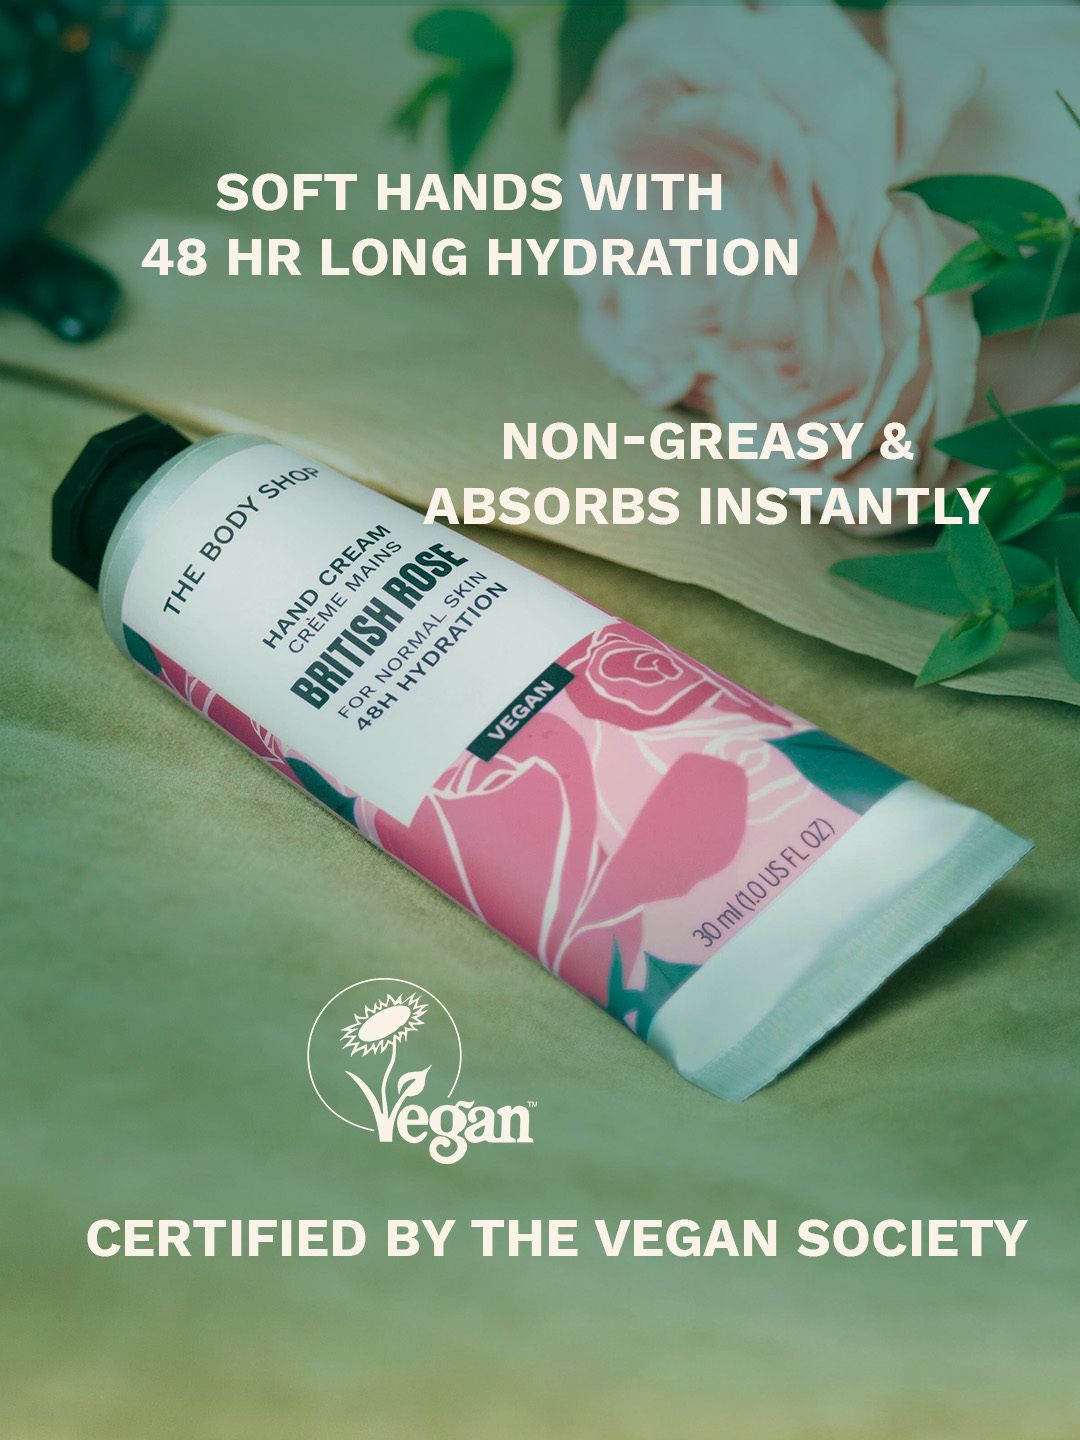 SOFT HANDS WITH
48 HR LONG HYDRATION
NON-GREASY &
ABSORBS INSTANTLY
THE BODY SHOP
HAND CREAM
CRÈME MAINS
BRITISH ROSE
FOR NORMAL SKIN
48H HYDRATION
VEGAN
30 ml (1.0 US FL OZ)
Vegan™
CERTIFIED BY THE VEGAN SOCIETY